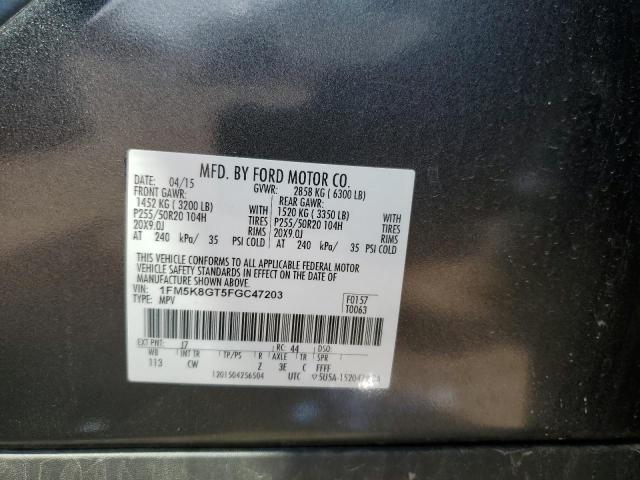 MFD. BY FORD MOTOR CO.
DATE: 04/15 GVWR: 2858 KG ( 6300 LB)
FRONT GAWR: REAR GAWR:
1452 KG ( 3200 LB) WITH 1520 KG ( 3350 LB) WITH
P255/50R20 104H TIRES P255/50R20 104H TIRES
20X9.0J RIMS 20X9.0J RIMS
AT 240 kPa/ 35 PSI COLD AT 240 kPa/ 35 PSI COLD
THIS VEHICLE CONFORMS TO ALL APPLICABLE FEDERAL MOTOR
VEHICLE SAFETY STANDARDS IN EFFECT ON THE DATE OF
MANUFACTURE SHOWN ABOVE.
VIN: 1FM5K8GT5FGC47203 F0157
TYPE: MPV T0063
EXT PNT: J7 RC: 44 DSO:
WB INT TR TP/PS R AXLE TR SPR
113 CW Z 3E C FFFF
1201504256504 UTC